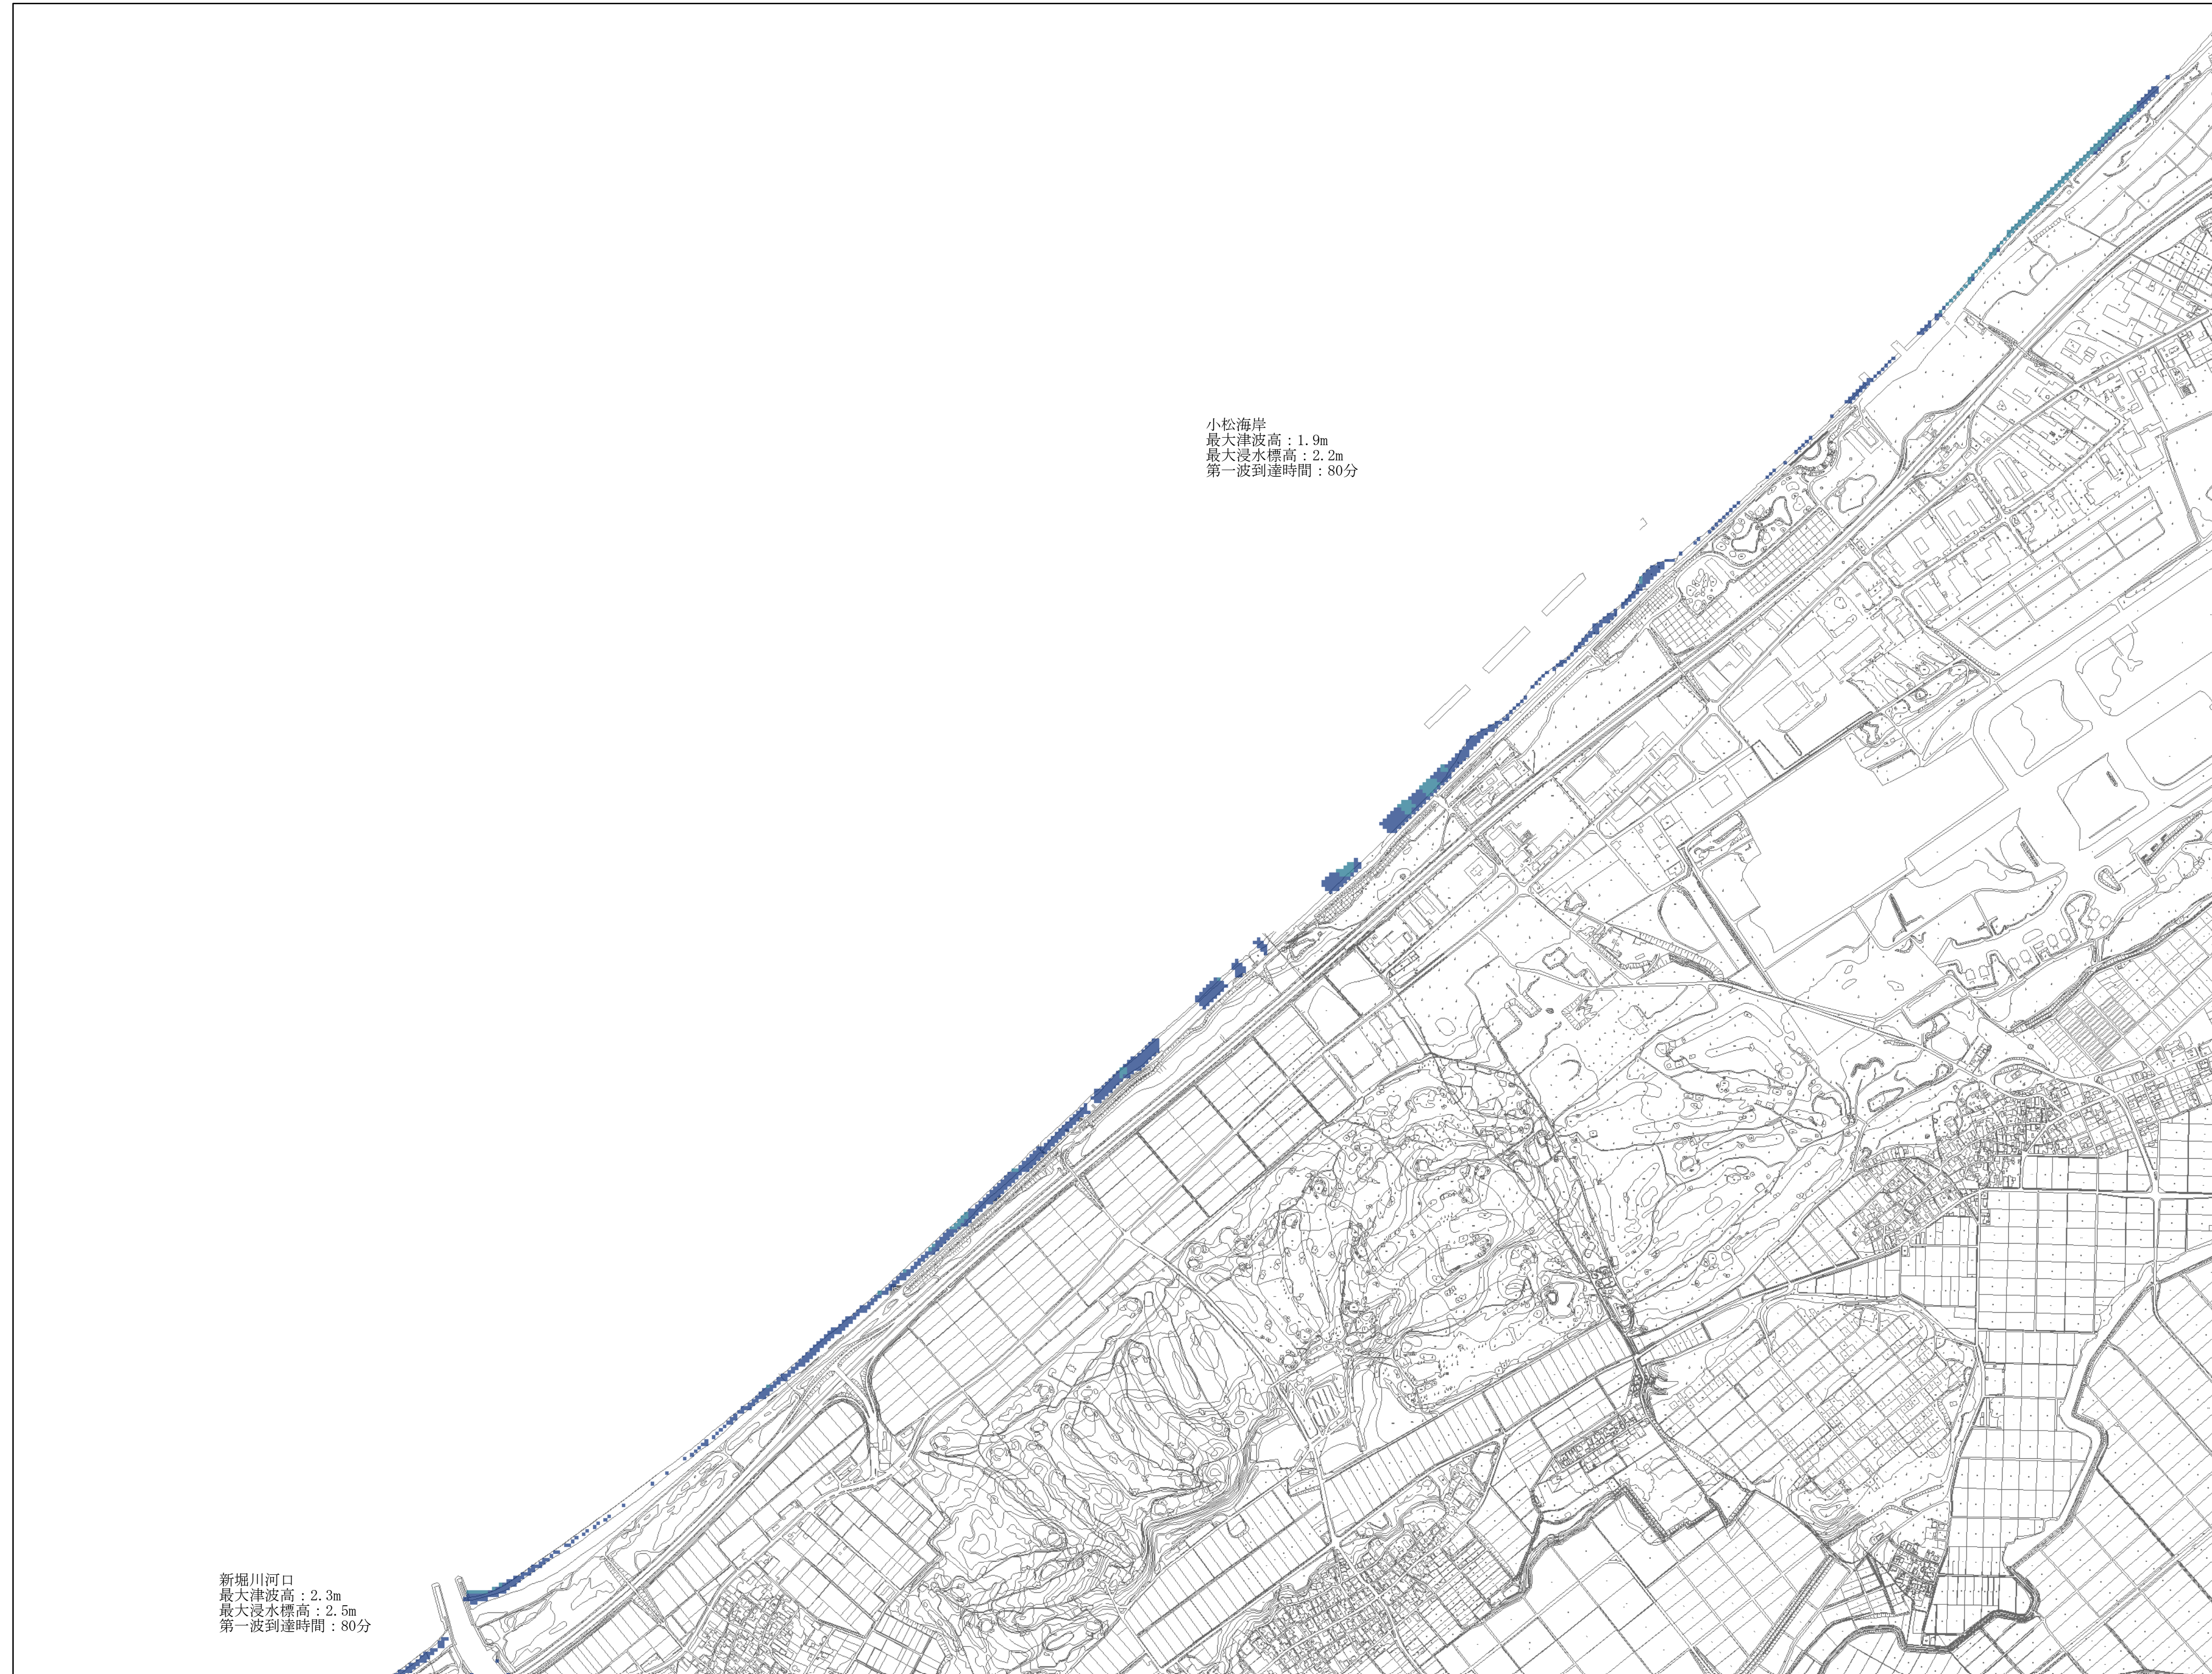 小松海岸
最大津波高：1.9m
最大浸水標高：2.2m
第一波到達時間：80分
新堀川河口
最大津波高：2.3m
最大浸水標高：2.5m
第一波到達時間：80分